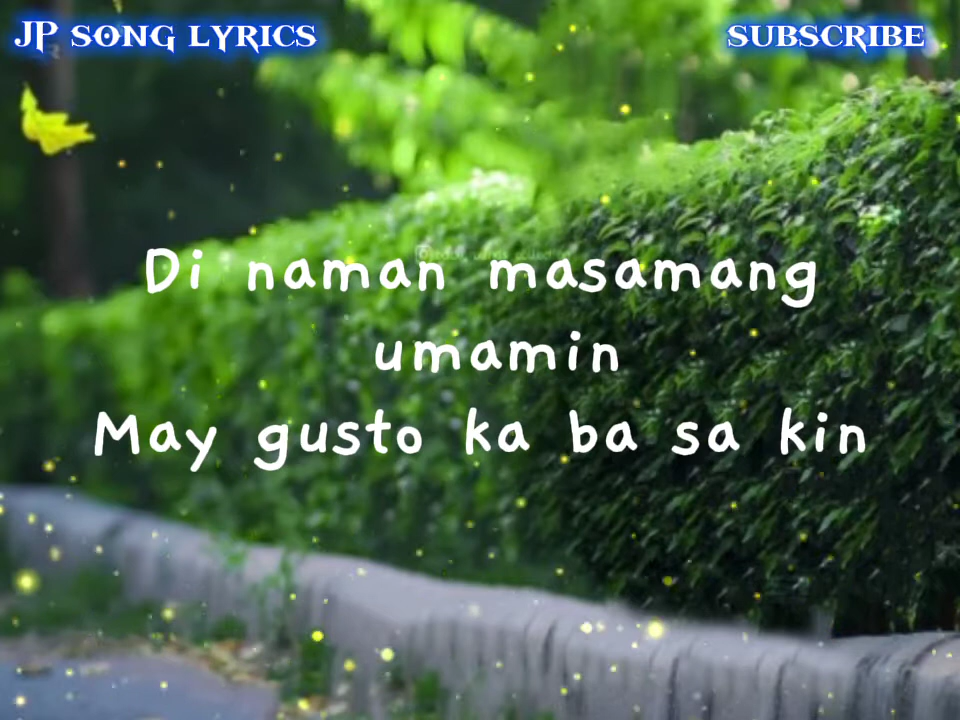 JP SONG LYRICS
SUBSCRIBE
Di naman masamang
umamin
May gusto ka ba sa kin